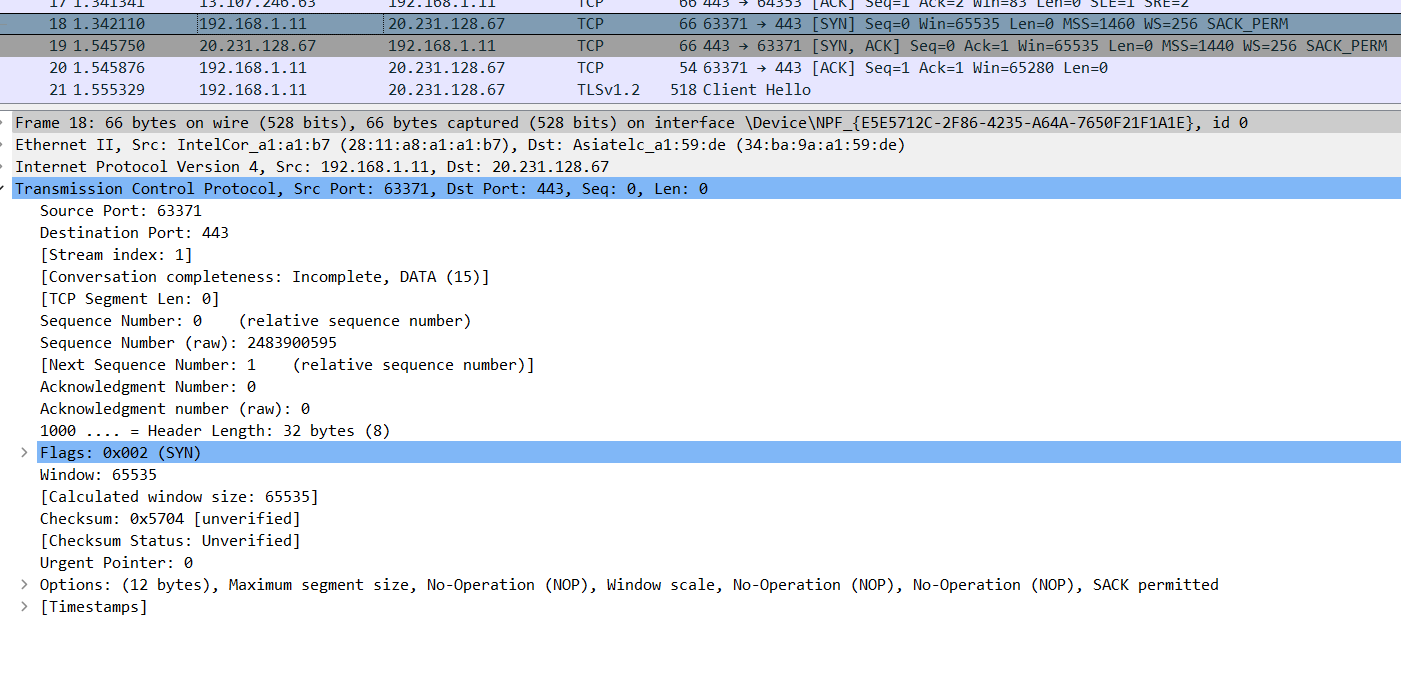 17 1.341341 13.107.246.63 192.168.1.11 TCP 66 443 → 64353 [ACK] Seq=1 Ack=2 Win=83 Len=0 SLE=1 SRE=2
18 1.342110 192.168.1.11 20.231.128.67 TCP 66 63371 → 443 [SYN] Seq=0 Win=65535 Len=0 MSS=1460 WS=256 SACK_PERM
19 1.545750 20.231.128.67 192.168.1.11 TCP 66 443 → 63371 [SYN, ACK] Seq=0 Ack=1 Win=65535 Len=0 MSS=1440 WS=256 SACK_PERM
20 1.545876 192.168.1.11 20.231.128.67 TCP 54 63371 → 443 [ACK] Seq=1 Ack=1 Win=65280 Len=0
21 1.555329 192.168.1.11 20.231.128.67 TLSv1.2 518 Client Hello
Frame 18: 66 bytes on wire (528 bits), 66 bytes captured (528 bits) on interface \Device\NPF_{E5E5712C-2F86-4235-A64A-7650F21F1A1E}, id 0
Ethernet II, Src: IntelCor_a1:a1:b7 (28:11:a8:a1:a1:b7), Dst: Asiatelc_a1:59:de (34:ba:9a:a1:59:de)
Internet Protocol Version 4, Src: 192.168.1.11, Dst: 20.231.128.67
Transmission Control Protocol, Src Port: 63371, Dst Port: 443, Seq: 0, Len: 0
Source Port: 63371
Destination Port: 443
[Stream index: 1]
[Conversation completeness: Incomplete, DATA (15)]
[TCP Segment Len: 0]
Sequence Number: 0 (relative sequence number)
Sequence Number (raw): 2483900595
[Next Sequence Number: 1 (relative sequence number)]
Acknowledgment Number: 0
Acknowledgment number (raw): 0
1000 .... = Header Length: 32 bytes (8)
Flags: 0x002 (SYN)
Window: 65535
[Calculated window size: 65535]
Checksum: 0x5704 [unverified]
[Checksum Status: Unverified]
Urgent Pointer: 0
Options: (12 bytes), Maximum segment size, No-Operation (NOP), Window scale, No-Operation (NOP), No-Operation (NOP), SACK permitted
[Timestamps]